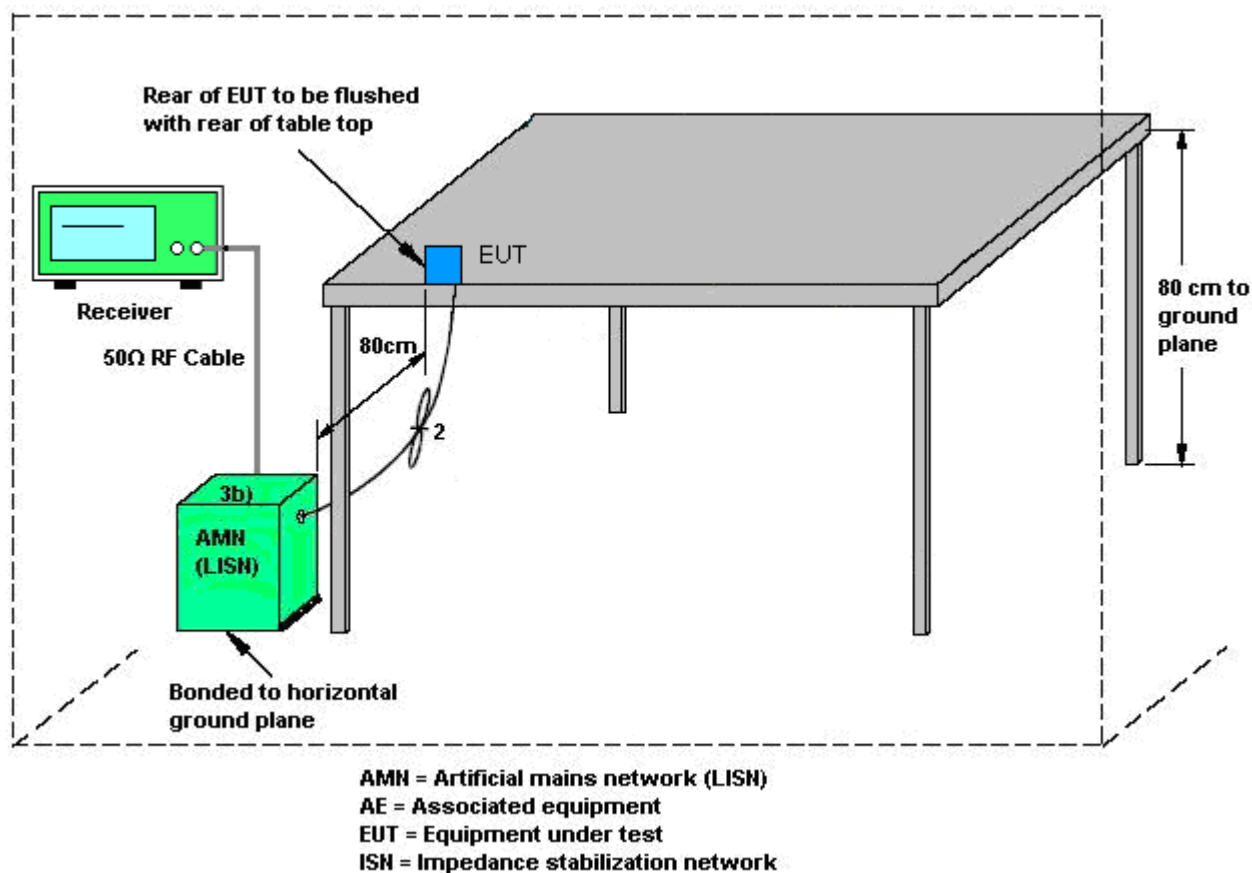 Rear of EUT to be flushed
with rear of table top
EUT
Receiver
50Ω RF Cable
80cm
80 cm to
ground
plane
2
3b)
AMN
(LISN)
Bonded to horizontal
ground plane
AMN = Artificial mains network (LISN)
AE = Associated equipment
EUT = Equipment under test
ISN = Impedance stabilization network